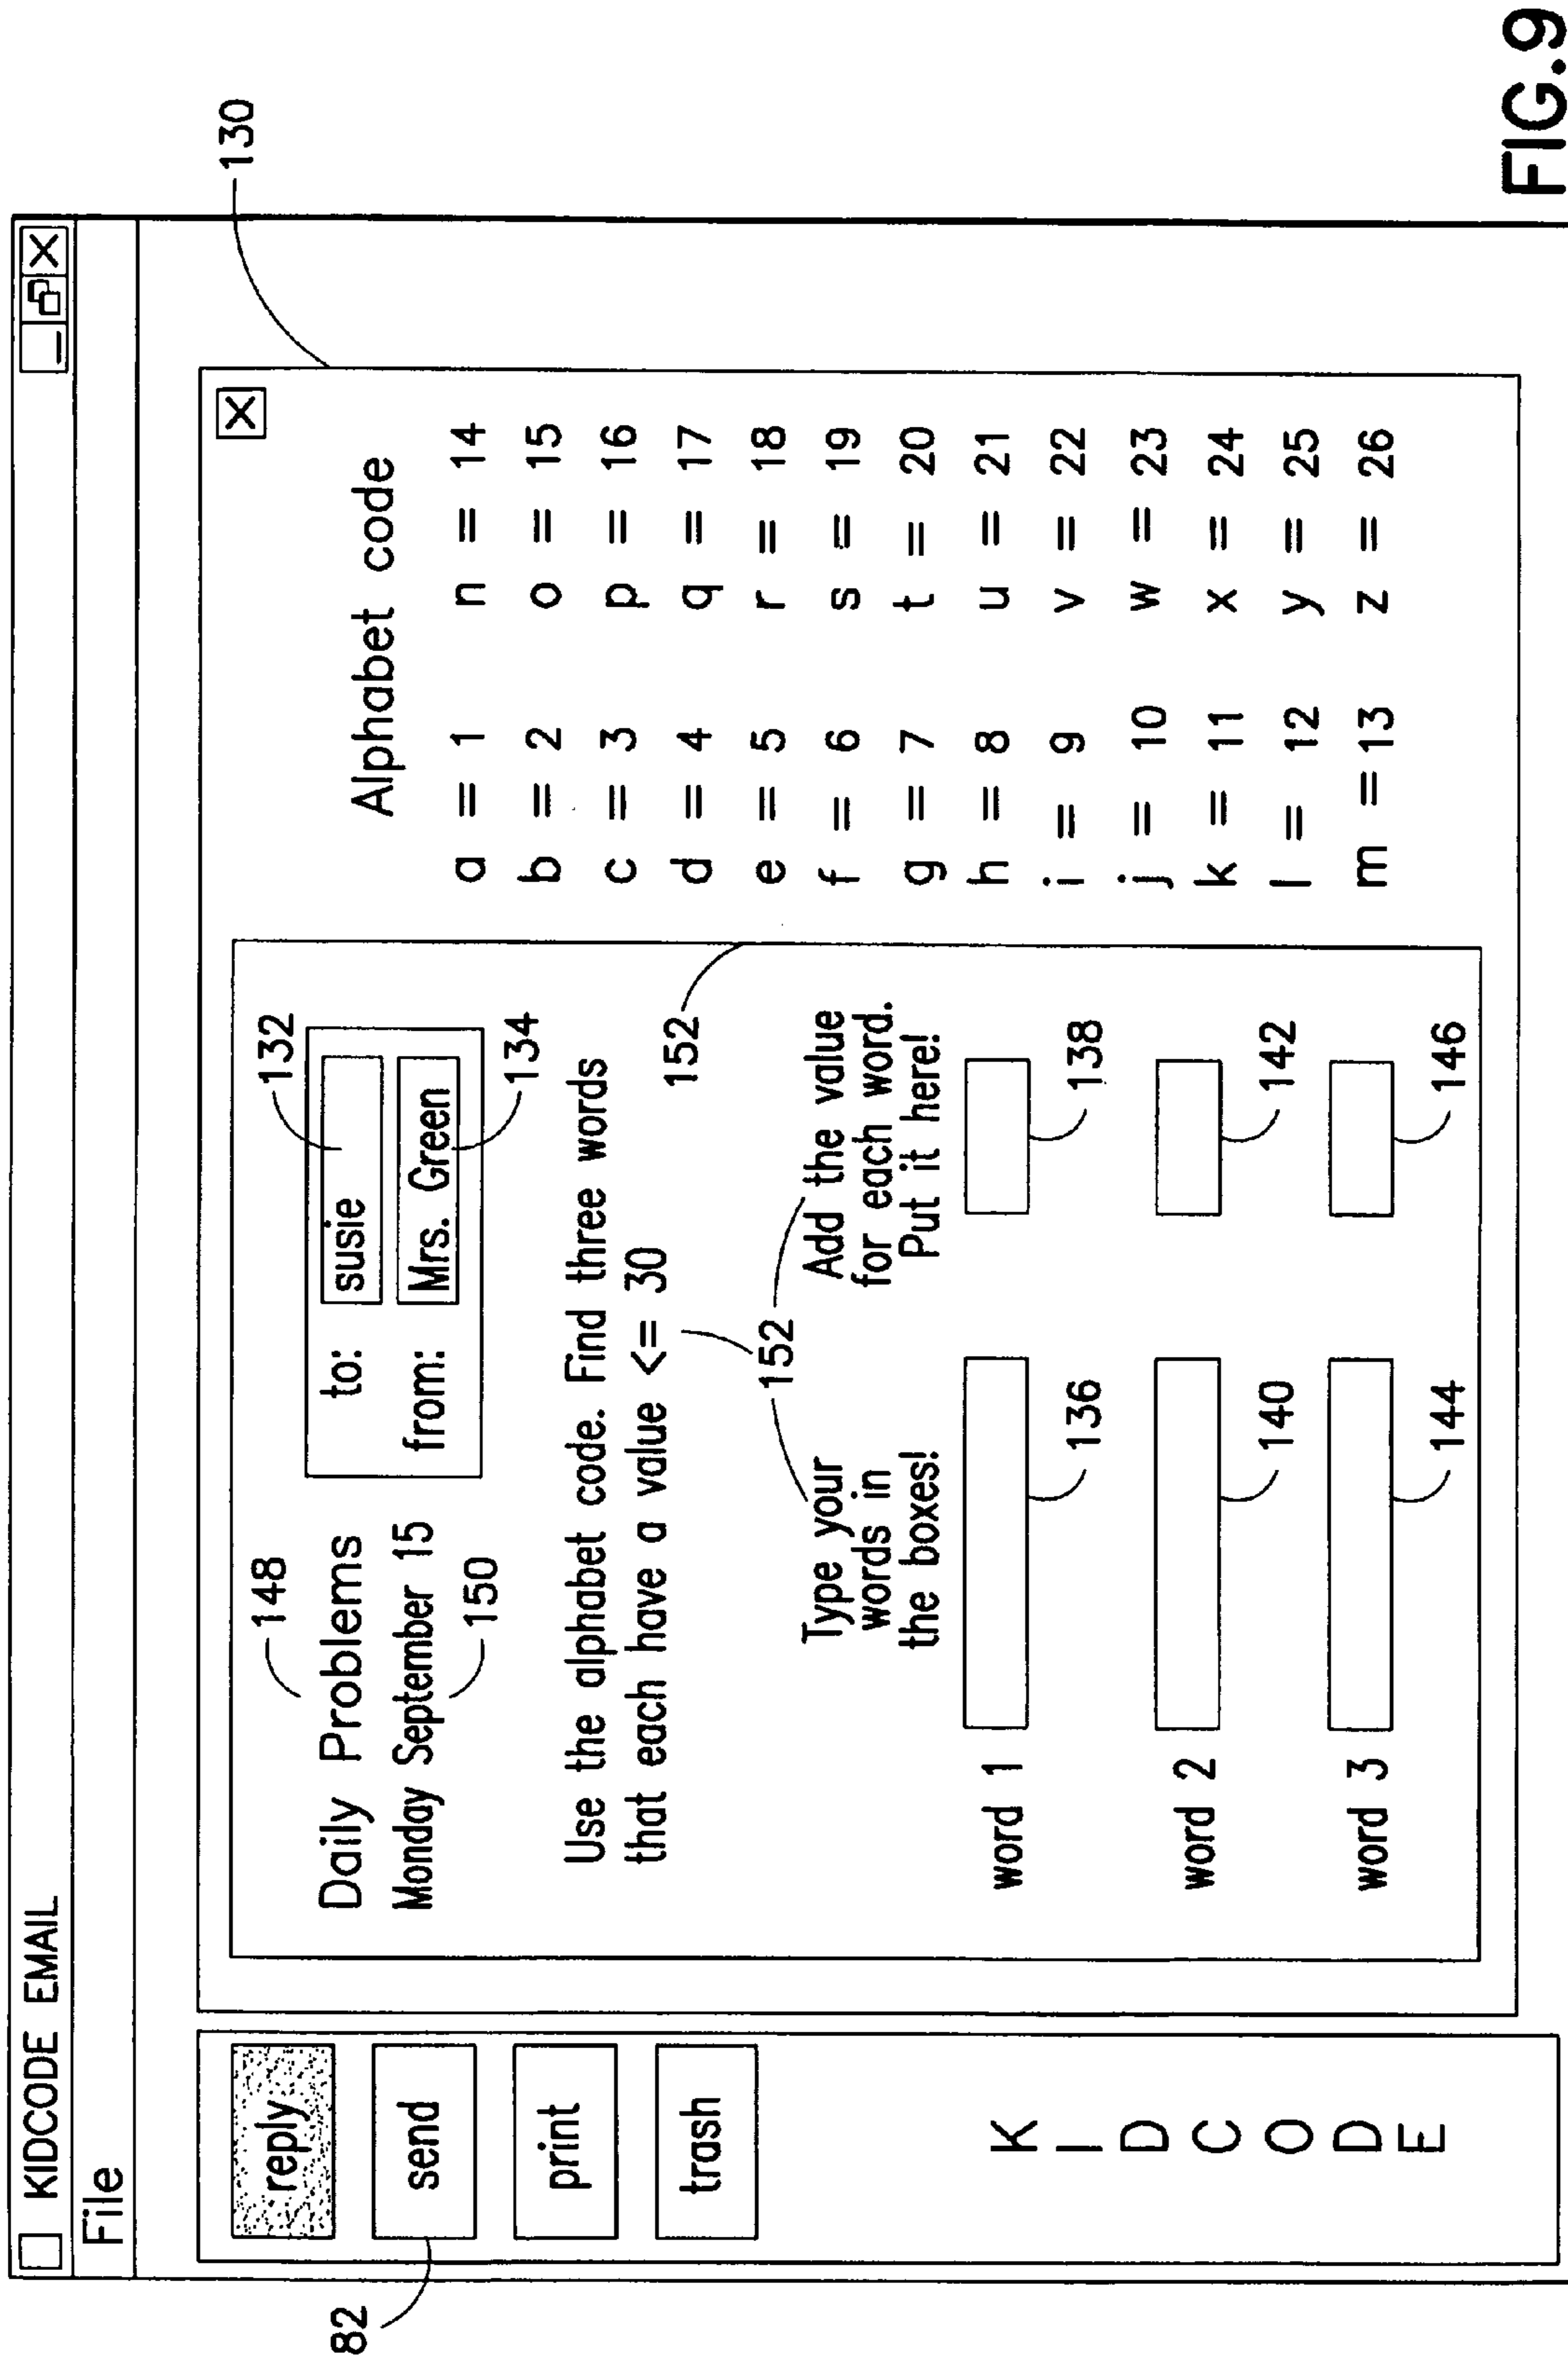 KIDCODE EMAIL
File
130
82
reply
send
print
trash
K
I
D
C
O
D
E
148
Daily Problems
Monday September 15
150
132
to: susie
from: Mrs. Green
134
Use the alphabet code. Find three words
that each have a value <= 30
152
152
Type your
words in
the boxes!
Add the value
for each word.
Put it here!
word 1
136
138
word 2
140
142
word 3
144
146
Alphabet code
a = 1 n = 14
b = 2 o = 15
c = 3 p = 16
d = 4 q = 17
e = 5 r = 18
f = 6 s = 19
g = 7 t = 20
h = 8 u = 21
i = 9 v = 22
j = 10 w = 23
k = 11 x = 24
l = 12 y = 25
m = 13 z = 26
FIG.9